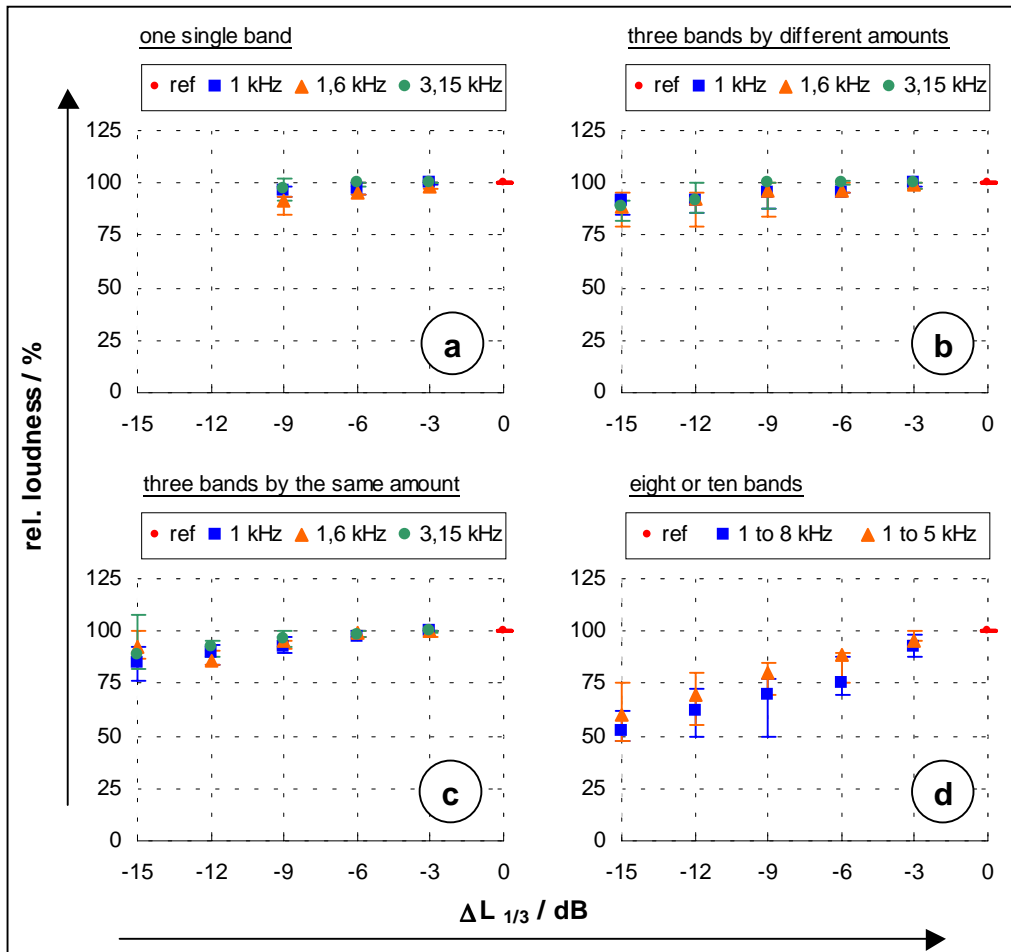 one single band
three bands by different amounts
ref 1 kHz 1,6 kHz 3,15 kHz
ref 1 kHz 1,6 kHz 3,15 kHz
125
100
75
50
25
0
a
-15 -12 -9 -6 -3 0
125
100
75
50
25
0
b
-15 -12 -9 -6 -3 0
rel. loudness / %
three bands by the same amount
eight or ten bands
ref 1 kHz 1,6 kHz 3,15 kHz
ref 1 to 8 kHz 1 to 5 kHz
125
100
75
50
25
0
c
-15 -12 -9 -6 -3 0
125
100
75
50
25
0
d
-15 -12 -9 -6 -3 0
ΔL 1/3 / dB